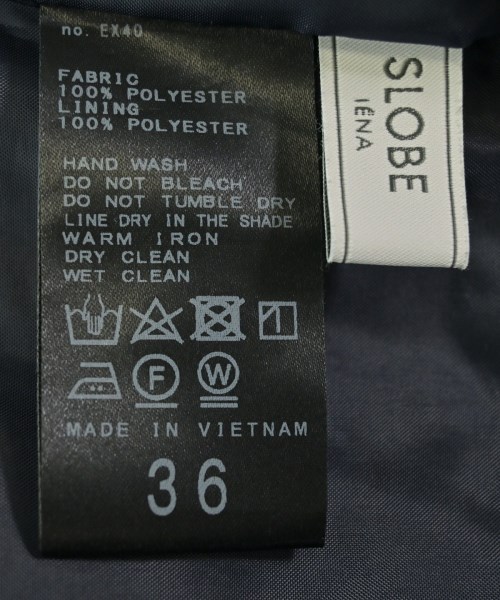 no. EX40
FABRIC
100% POLYESTER
LINING
100% POLYESTER
HAND WASH
DO NOT BLEACH
DO NOT TUMBLE DRY
LINE DRY IN THE SHADE
WARM IRON
DRY CLEAN
WET CLEAN
F W
MADE IN VIETNAM
36
SLOBE
IÉNA